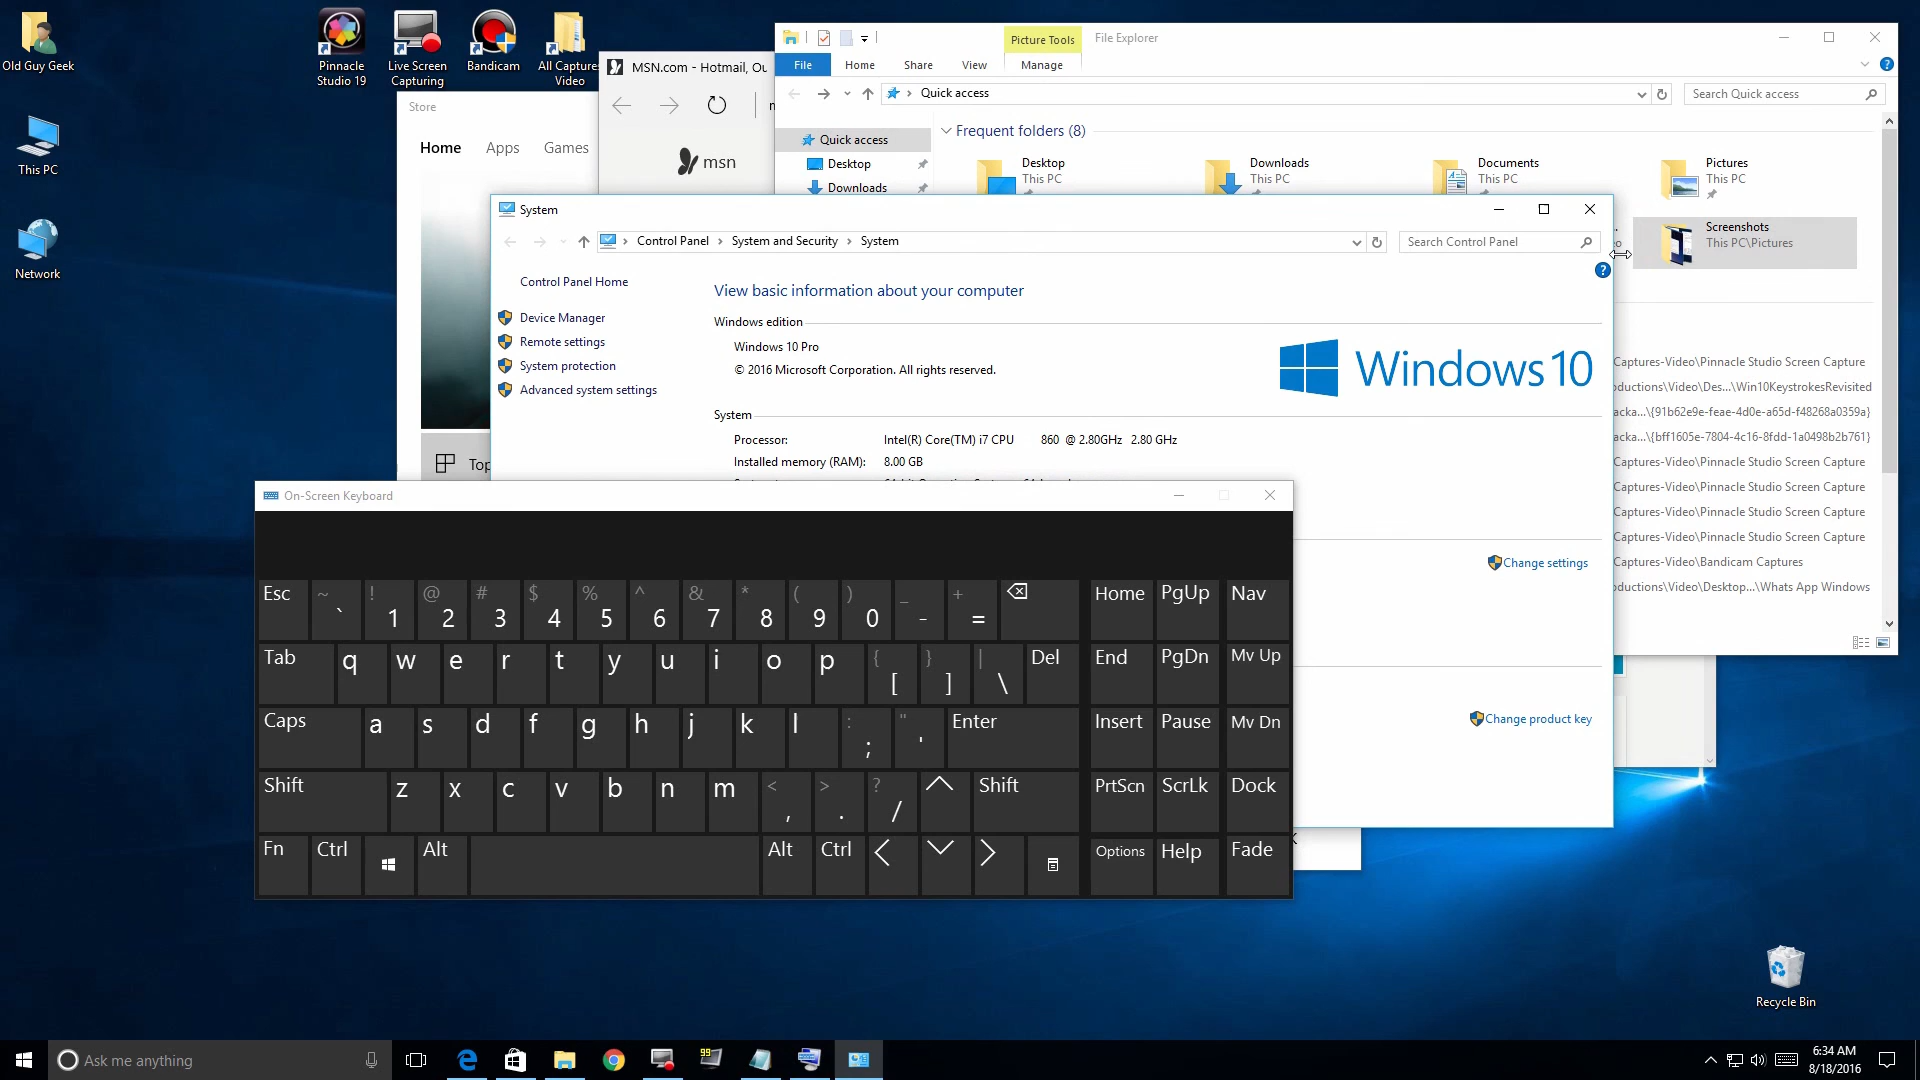 Old Guy Geek
This PC
Network
Pinnacle
Studio 19
Live Screen
Capturing
Bandicam
All Captures
Video
Store
Home Apps Games
Top
MSN.com - Hotmail, Ou
msn
Picture Tools File Explorer
File Home Share View Manage
Quick access
Search Quick access
Quick access
Desktop
Downloads
Frequent folders (8)
Desktop
This PC
Downloads
This PC
Documents
This PC
Pictures
This PC
Screenshots
This PC\Pictures
Captures-Video\Pinnacle Studio Screen Capture
ductions\Video\Des...\Win10KeystrokesRevisited
acka...\{91b62e9e-feae-4d0e-a65d-f48268a0359a}
acka...\{bff1605e-7804-4c16-8fdd-1a0498b2b761}
Captures-Video\Pinnacle Studio Screen Capture
Captures-Video\Pinnacle Studio Screen Capture
Captures-Video\Pinnacle Studio Screen Capture
Captures-Video\Pinnacle Studio Screen Capture
Captures-Video\Bandicam Captures
ductions\Video\Desktop...\Whats App Windows
System
Control Panel System and Security System
Search Control Panel
Control Panel Home
Device Manager
Remote settings
System protection
Advanced system settings
View basic information about your computer
Windows edition
Windows 10 Pro
© 2016 Microsoft Corporation. All rights reserved.
Windows 10
System
Processor: Intel(R) Core(TM) i7 CPU 860 @ 2.80GHz 2.80 GHz
Installed memory (RAM): 8.00 GB
Change settings
Change product key
On-Screen Keyboard
Esc ~ ` ! 1 @ 2 # 3 $ 4 % 5 ^ 6 & 7 * 8 ( 9 ) 0 _ - + = Home PgUp Nav
Tab q w e r t y u i o p { [ } ] | \ Del End PgDn Mv Up
Caps a s d f g h j k l : ; " ' Enter Insert Pause Mv Dn
Shift z x c v b n m < , > . ? / Shift PrtScn ScrLk Dock
Fn Ctrl Alt Alt Ctrl Options Help Fade
Recycle Bin
Ask me anything
99
6:34 AM
8/18/2016